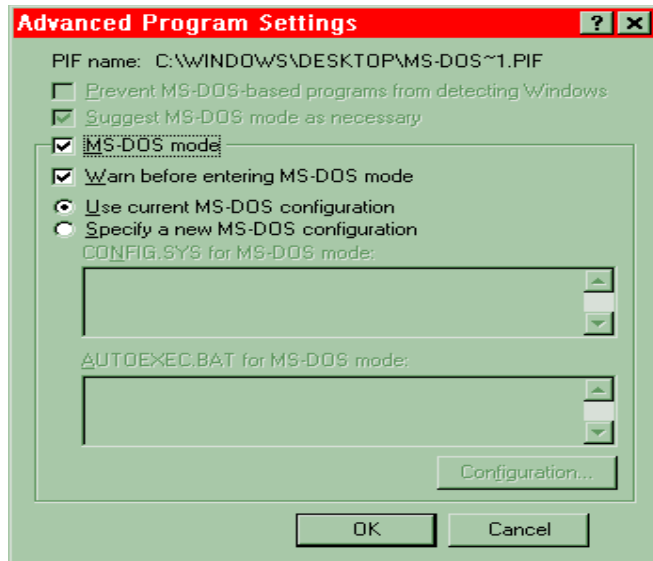 Advanced Program Settings
PIF name: C:\WINDOWS\DESKTOP\MS-DOS~1.PIF
Prevent MS-DOS-based programs from detecting Windows
Suggest MS-DOS mode as necessary
MS-DOS mode
Warn before entering MS-DOS mode
Use current MS-DOS configuration
Specify a new MS-DOS configuration
CONFIG.SYS for MS-DOS mode:
AUTOEXEC.BAT for MS-DOS mode:
Configuration...
OK Cancel